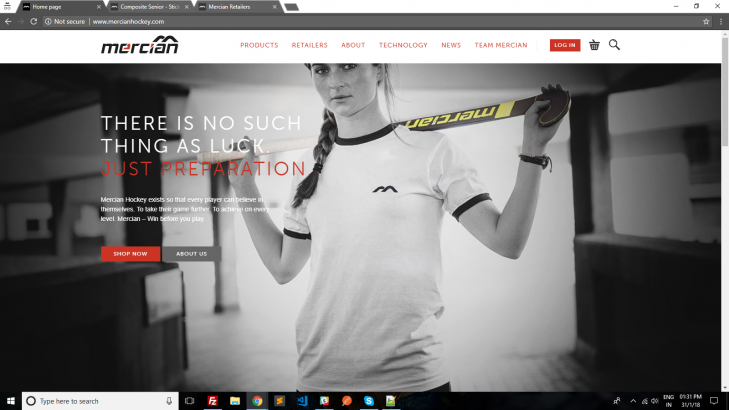 Home page
Composite Senior - Stick
Mercian Retailers
Not secure | www.mercianhockey.com
mercian
PRODUCTS RETAILERS ABOUT TECHNOLOGY NEWS TEAM MERCIAN LOG IN
mercian
THERE IS NO SUCH
THING AS LUCK.
JUST PREPARATION
Mercian Hockey exists so that every player can believe in
themselves. To take their game further. To achieve on every
level. Mercian – Win before you play.
SHOP NOW ABOUT US
Type here to search
ENG
IN
01:31 PM
31/1/18